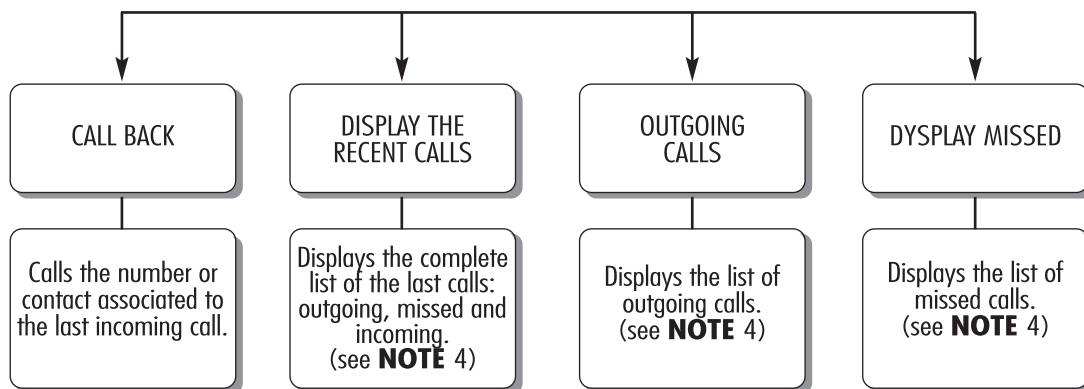 CALL BACK
DISPLAY THE
RECENT CALLS
OUTGOING
CALLS
DYSPLAY MISSED
Calls the number or
contact associated to
the last incoming call.
Displays the complete
list of the last calls:
outgoing, missed and
incoming.
(see NOTE 4)
Displays the list of
outgoing calls.
(see NOTE 4)
Displays the list of
missed calls.
(see NOTE 4)